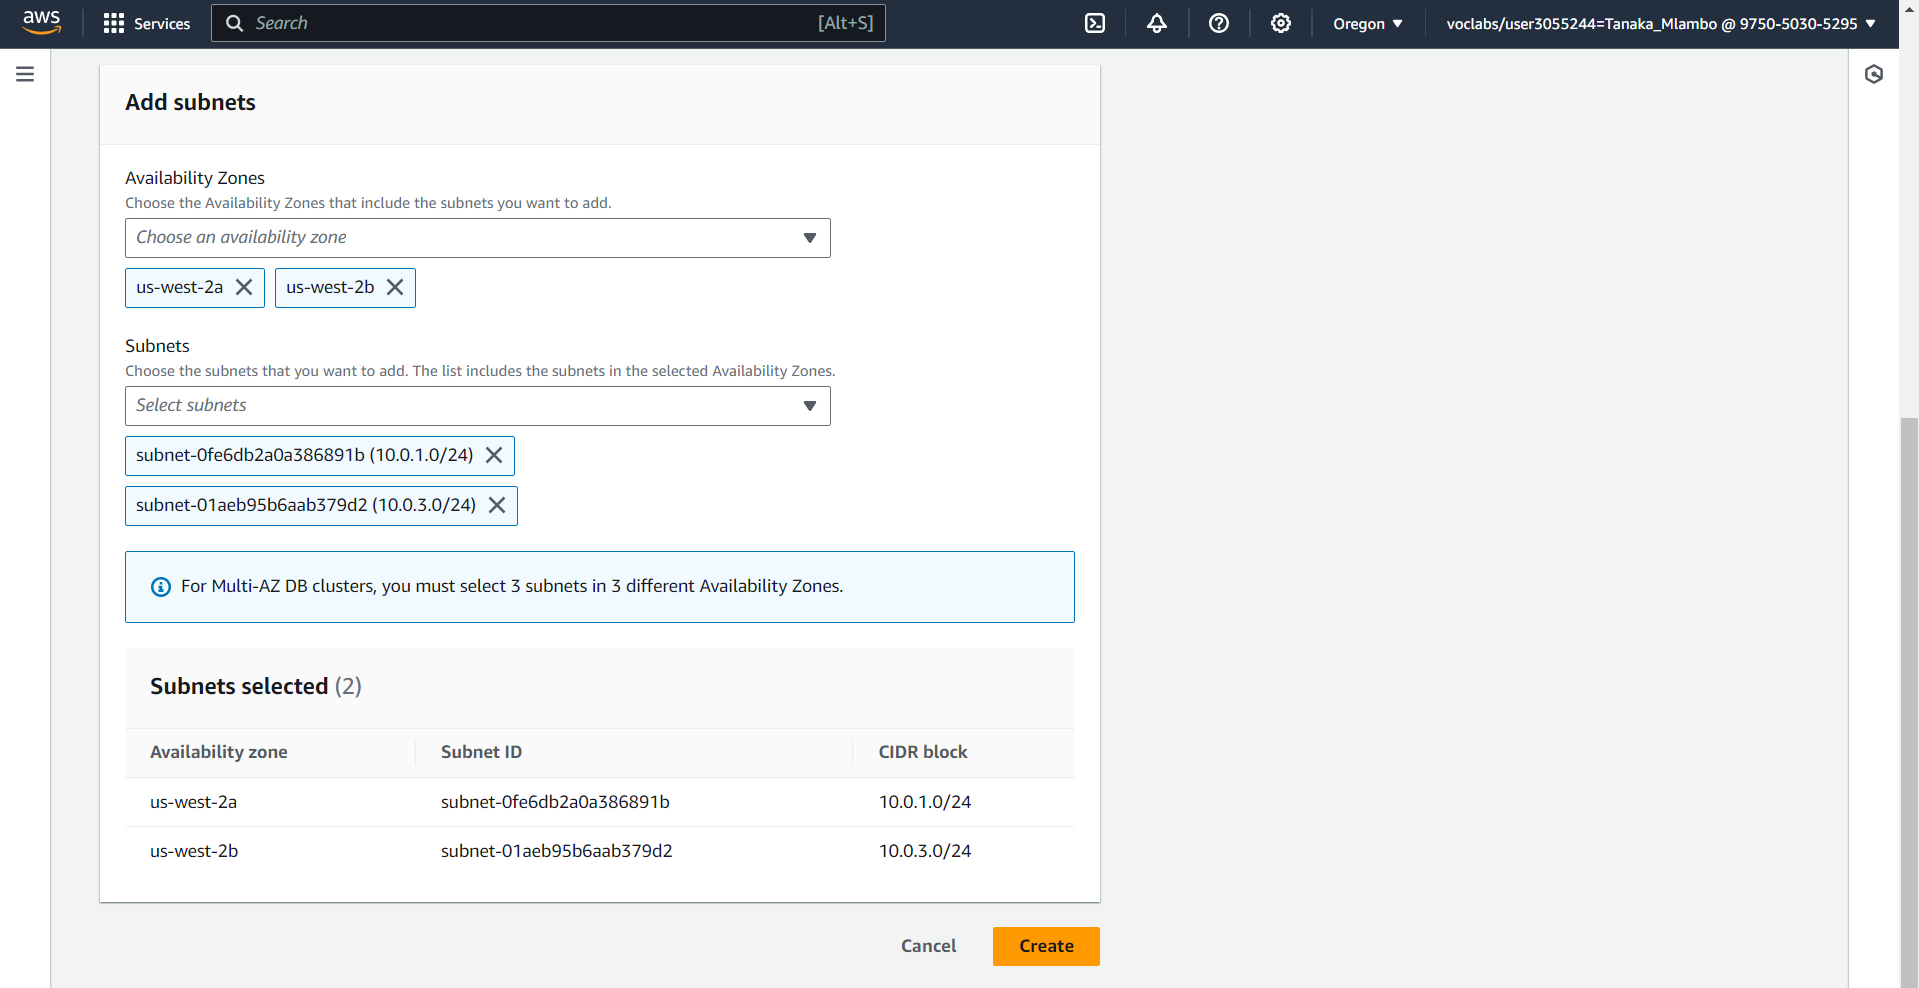 aws Services Search [Alt+S] Oregon voclabs/user3055244=Tanaka_Mlambo @ 9750-5030-5295
Add subnets
Availability Zones
Choose the Availability Zones that include the subnets you want to add.
Choose an availability zone
us-west-2a us-west-2b
Subnets
Choose the subnets that you want to add. The list includes the subnets in the selected Availability Zones.
Select subnets
subnet-0fe6db2a0a386891b (10.0.1.0/24)
subnet-01aeb95b6aab379d2 (10.0.3.0/24)
For Multi-AZ DB clusters, you must select 3 subnets in 3 different Availability Zones.
Subnets selected (2)
Availability zone Subnet ID CIDR block
us-west-2a subnet-0fe6db2a0a386891b 10.0.1.0/24
us-west-2b subnet-01aeb95b6aab379d2 10.0.3.0/24
Cancel Create